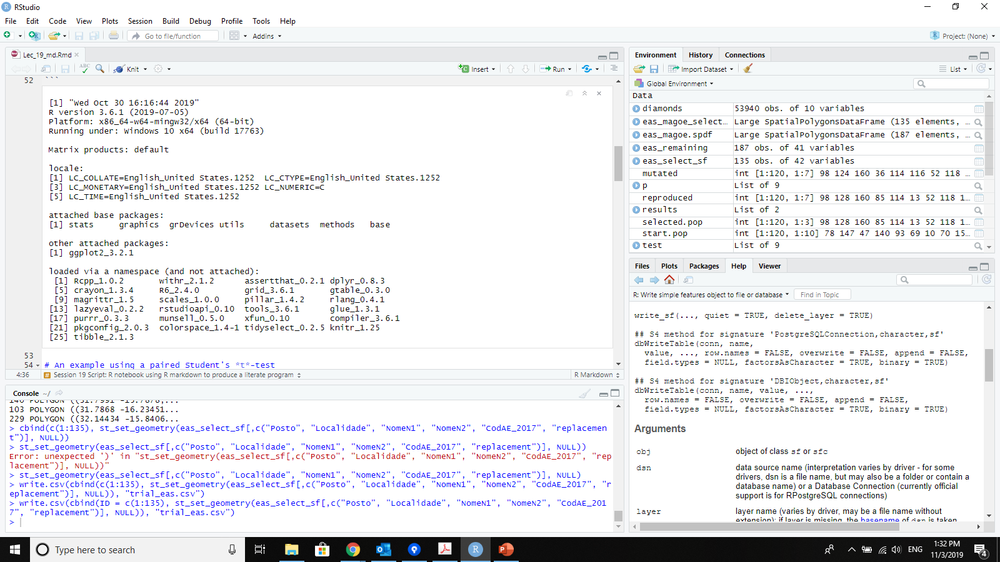 RStudio
File Edit Code View Plots Session Build Debug Profile Tools Help
Go to file/function
Addins
Project: (None)
Lec_19_md.Rmd
ABC
Knit
Insert
Run
52 ```
[1] "Wed Oct 30 16:16:44 2019"
R version 3.6.1 (2019-07-05)
Platform: x86_64-w64-mingw32/x64 (64-bit)
Running under: Windows 10 x64 (build 17763)
Matrix products: default
locale:
[1] LC_COLLATE=English_United States.1252 LC_CTYPE=English_United States.1252
[3] LC_MONETARY=English_United States.1252 LC_NUMERIC=C
[5] LC_TIME=English_United States.1252
attached base packages:
[1] stats graphics grDevices utils datasets methods base
other attached packages:
[1] ggplot2_3.2.1
loaded via a namespace (and not attached):
[1] Rcpp_1.0.2 withr_2.1.2 assertthat_0.2.1 dplyr_0.8.3
[5] crayon_1.3.4 R6_2.4.0 grid_3.6.1 gtable_0.3.0
[9] magrittr_1.5 scales_1.0.0 pillar_1.4.2 rlang_0.4.1
[13] lazyeval_0.2.2 rstudioapi_0.10 tools_3.6.1 glue_1.3.1
[17] purrr_0.3.3 munsell_0.5.0 xfun_0.10 compiler_3.6.1
[21] pkgconfig_2.0.3 colorspace_1.4-1 tidyselect_0.2.5 knitr_1.25
[25] tibble_2.1.3
53
54 # An example using a paired Student's *t*-test
4:36 Session 19 Script: R notebook using R markdown to produce a literate program R Markdown
Console ~/
140 POLYGON ((31.7991 -15.7878,...
103 POLYGON ((31.7868 -16.23451...
229 POLYGON ((32.14434 -15.8406...
> cbind(c(1:135), st_set_geometry(eas_select_sf[,c("Posto", "Localidade", "NomeN1", "NomeN2", "CodAE_2017", "replacemen
t")], NULL))
> st_set_geometry(eas_select_sf[,c("Posto", "Localidade", "NomeN1", "NomeN2", "CodAE_2017", "replacement")], NULL))
Error: unexpected ')' in "st_set_geometry(eas_select_sf[,c("Posto", "Localidade", "NomeN1", "NomeN2", "CodAE_2017", "rep
lacement")], NULL))"
> st_set_geometry(eas_select_sf[,c("Posto", "Localidade", "NomeN1", "NomeN2", "CodAE_2017", "replacement")], NULL)
> write.csv(cbind(c(1:135), st_set_geometry(eas_select_sf[,c("Posto", "Localidade", "NomeN1", "NomeN2", "CodAE_2017", "r
eplacement")], NULL)), "trial_eas.csv")
> write.csv(cbind(ID = c(1:135), st_set_geometry(eas_select_sf[,c("Posto", "Localidade", "NomeN1", "NomeN2", "CodAE_201
7", "replacement")], NULL)), "trial_eas.csv")
>
Environment History Connections
Import Dataset
List
Global Environment
Data
diamonds 53940 obs. of 10 variables
eas_magoe_select... Large SpatialPolygonsDataFrame (135 elements, ...
eas_magoe.spdf Large SpatialPolygonsDataFrame (187 elements, ...
eas_remaining 187 obs. of 41 variables
eas_select_sf 135 obs. of 42 variables
mutated int [1:120, 1:7] 98 124 160 36 114 116 52 118 ...
p List of 9
reproduced int [1:120, 1:7] 98 128 160 85 114 13 52 118 1...
results List of 2
selected.pop int [1:120, 1:3] 98 128 160 85 114 13 52 118 1...
start.pop int [1:120, 1:10] 78 147 47 140 93 69 10 70 15...
test List of 9
Files Plots Packages Help Viewer
R: Write simple features object to file or database
Find in Topic
write_sf(..., quiet = TRUE, delete_layer = TRUE)
## S4 method for signature 'PostgreSQLConnection,character,sf'
dbWriteTable(conn, name,
value, ..., row.names = FALSE, overwrite = FALSE, append = FALSE,
field.types = NULL, factorsAsCharacter = TRUE, binary = TRUE)
## S4 method for signature 'DBIObject,character,sf'
dbWriteTable(conn, name, value, ...,
row.names = FALSE, overwrite = FALSE, append = FALSE,
field.types = NULL, factorsAsCharacter = TRUE, binary = TRUE)
Arguments
obj object of class sf or sfc
dsn data source name (interpretation varies by driver - for some
drivers, dsn is a file name, but may also be a folder or contain a
database name) or a Database Connection (currently official
support is for RPostgreSQL connections)
layer layer name (varies by driver, may be a file name without
extension); if layer is missing, the basename of dsn is taken
Type here to search
ENG
1:32 PM
11/3/2019
4